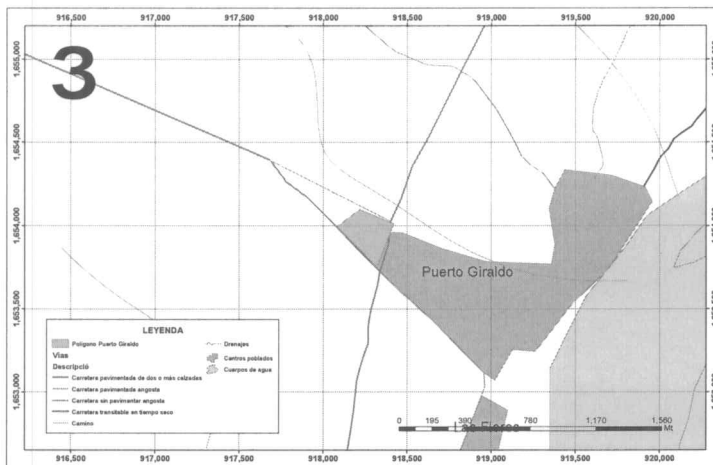 916,500 917,000 917,500 918,000 918,500 919,000 919,500 920,000
3
1,655,000
1,654,500
1,654,000
1,653,500
1,653,000
Puerto Giraldo
LEYENDA
Poligono Puerto Giraldo
Vias
Descripció
Carretera pavimentada de dos o más calzadas
Carretera pavimentada angosta
Carretera sin pavimentar angosta
Carretera transitable en tiempo seco
Camino
Drenajes
Centros poblados
Cuerpos de agua
0 195 390 780 1,170 1,560
Mt
916,500 917,000 917,500 918,000 918,500 919,000 919,500 920,000